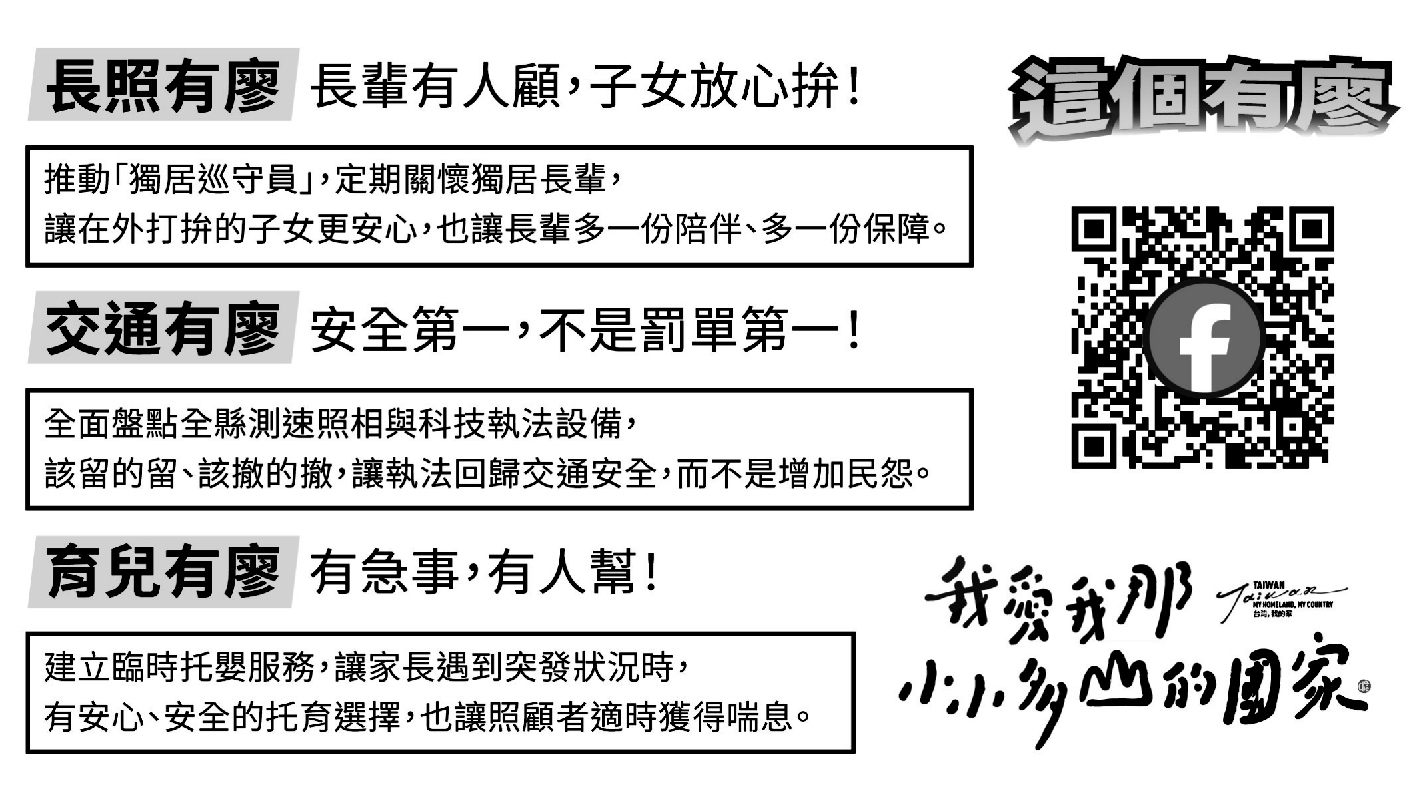 長照有廖 長輩有人顧，子女放心拚！
推動「獨居巡守員」，定期關懷獨居長輩，
讓在外打拚的子女更安心，也讓長輩多一份陪伴、多一份保障。
交通有廖 安全第一，不是罰單第一！
全面盤點全縣測速照相與科技執法設備，
該留的留、該撤的撤，讓執法回歸交通安全，而不是增加民怨。
育兒有廖 有急事，有人幫！
建立臨時托嬰服務，讓家長遇到突發狀況時，
有安心、安全的托育選擇，也讓照顧者適時獲得喘息。
這個有廖
f
我愛我那
TAIWAN
Taiwan
MY HOMELAND, MY COUNTRY
台灣，我的家
小小多山的國家